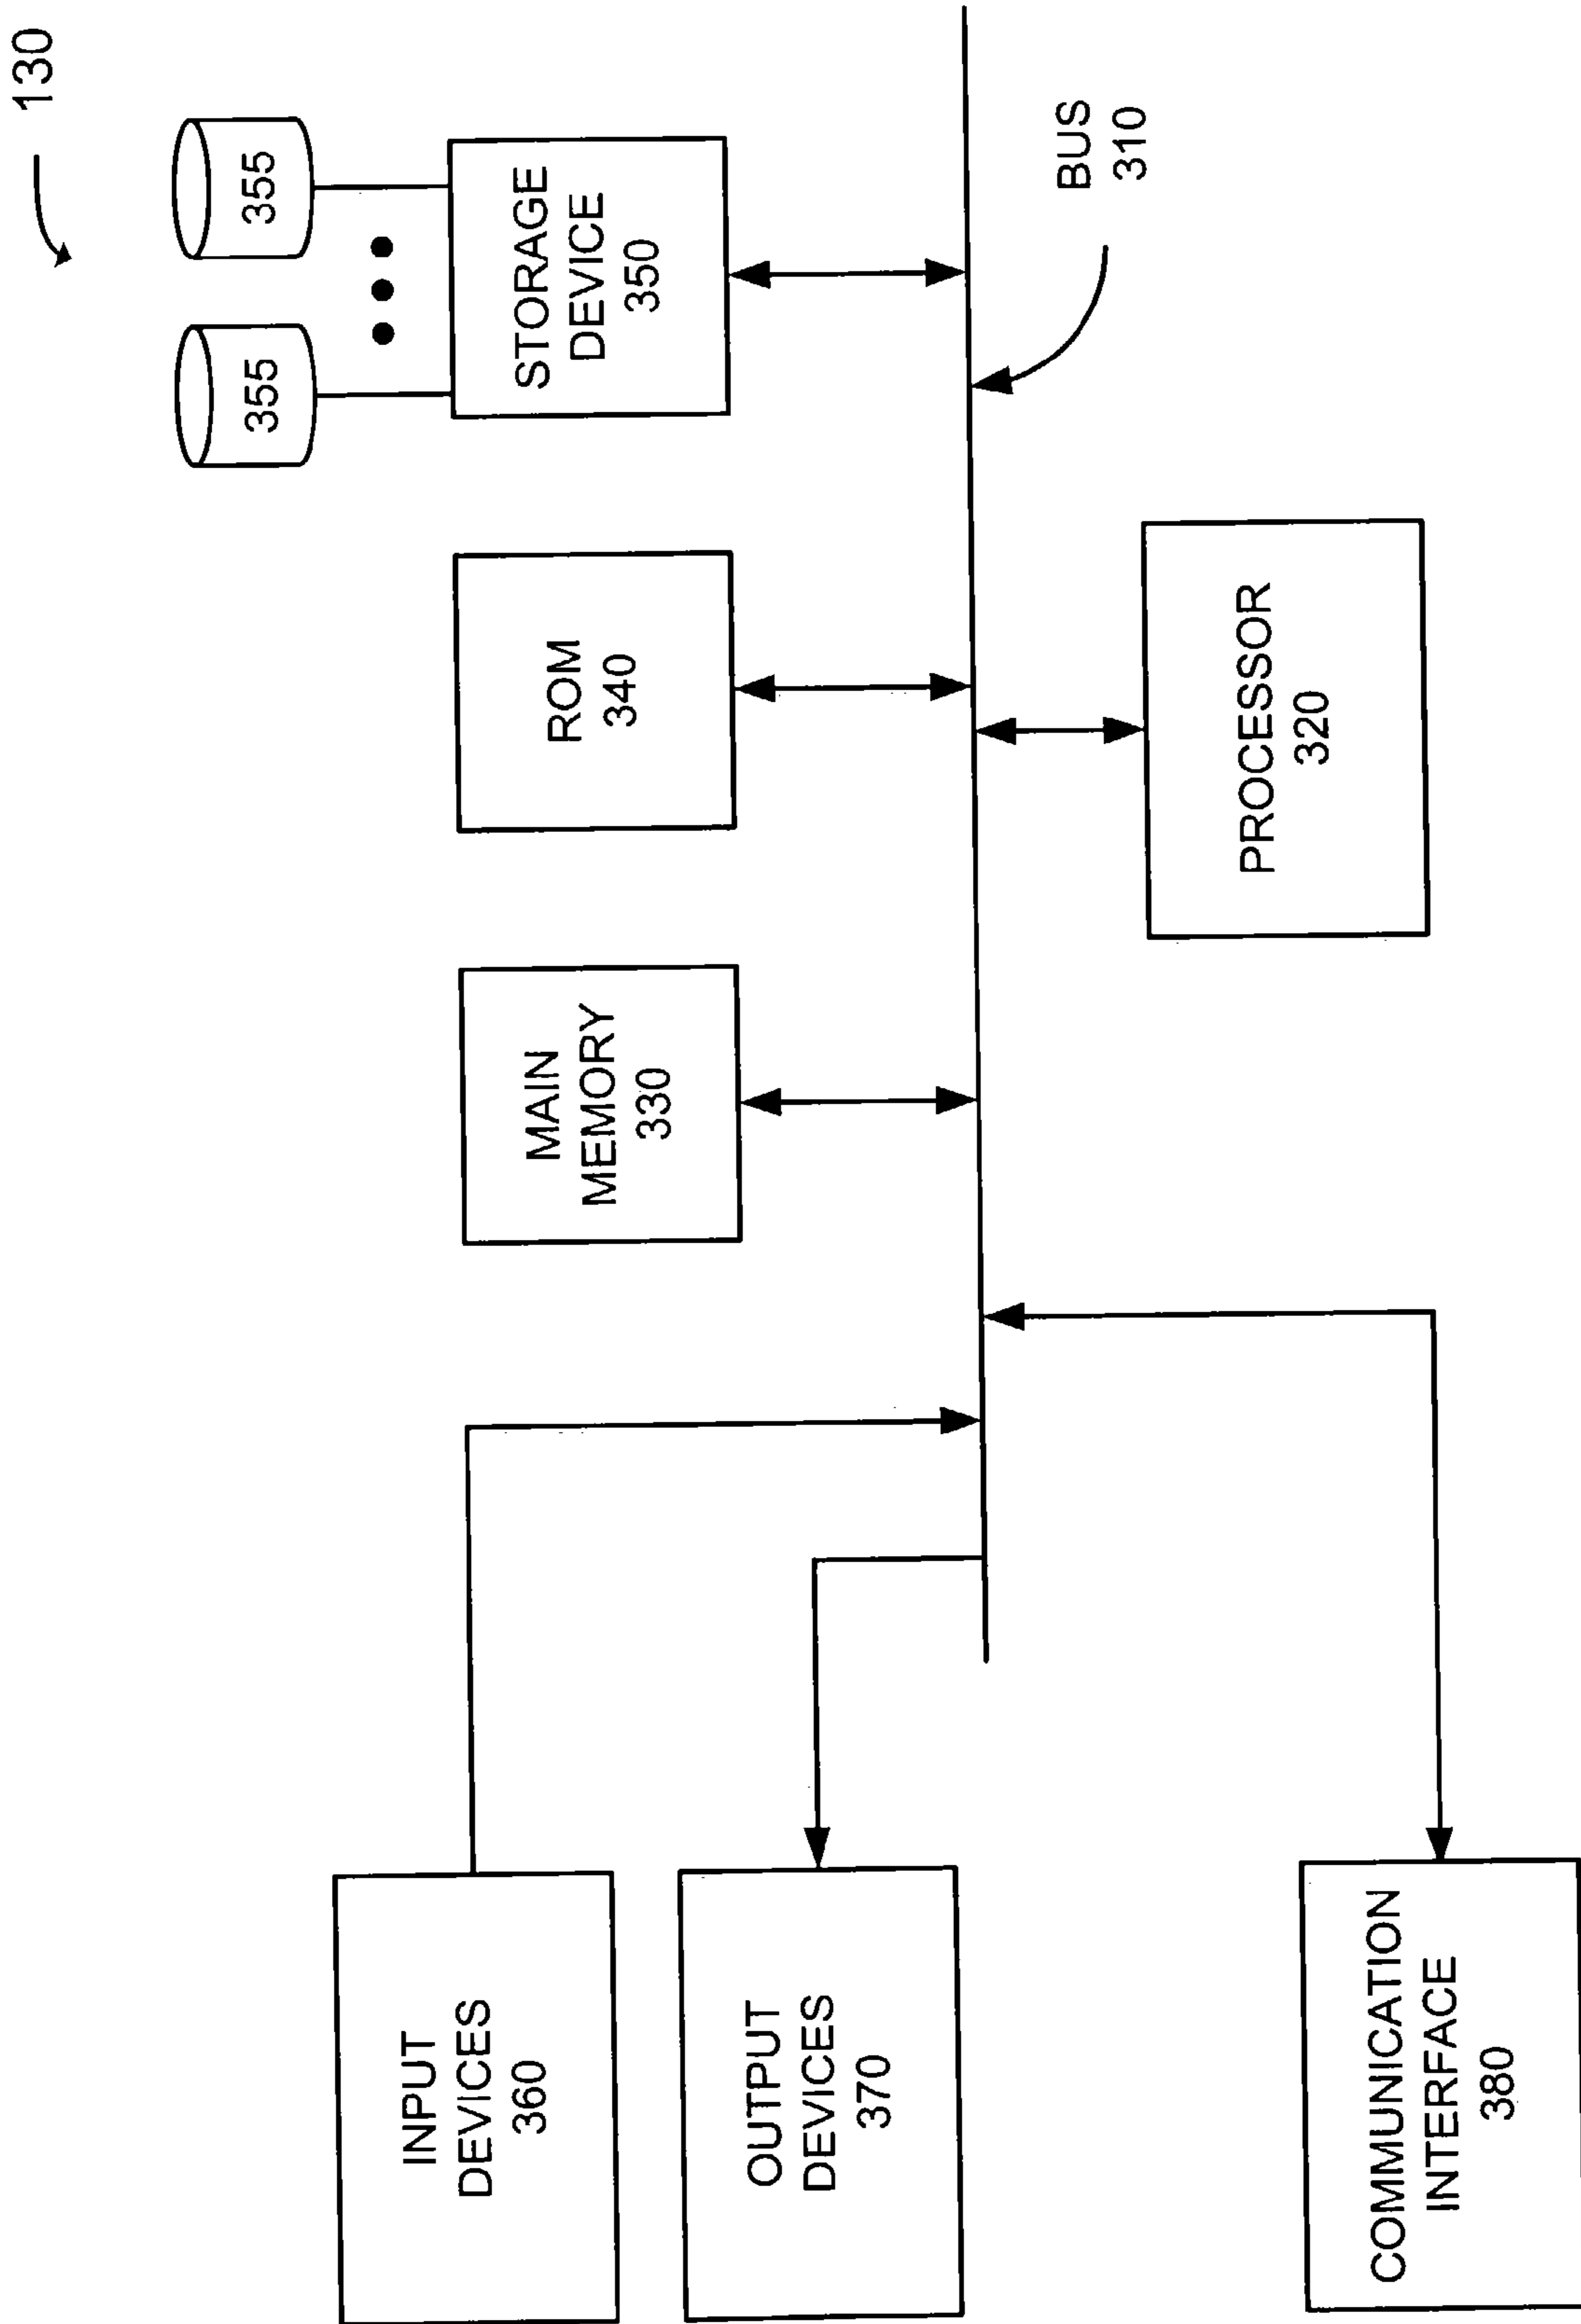 130
355
355
STORAGE
DEVICE
350
ROM
340
MAIN
MEMORY
330
BUS
310
PROCESSOR
320
INPUT
DEVICES
360
OUTPUT
DEVICES
370
COMMUNICATION
INTERFACE
380